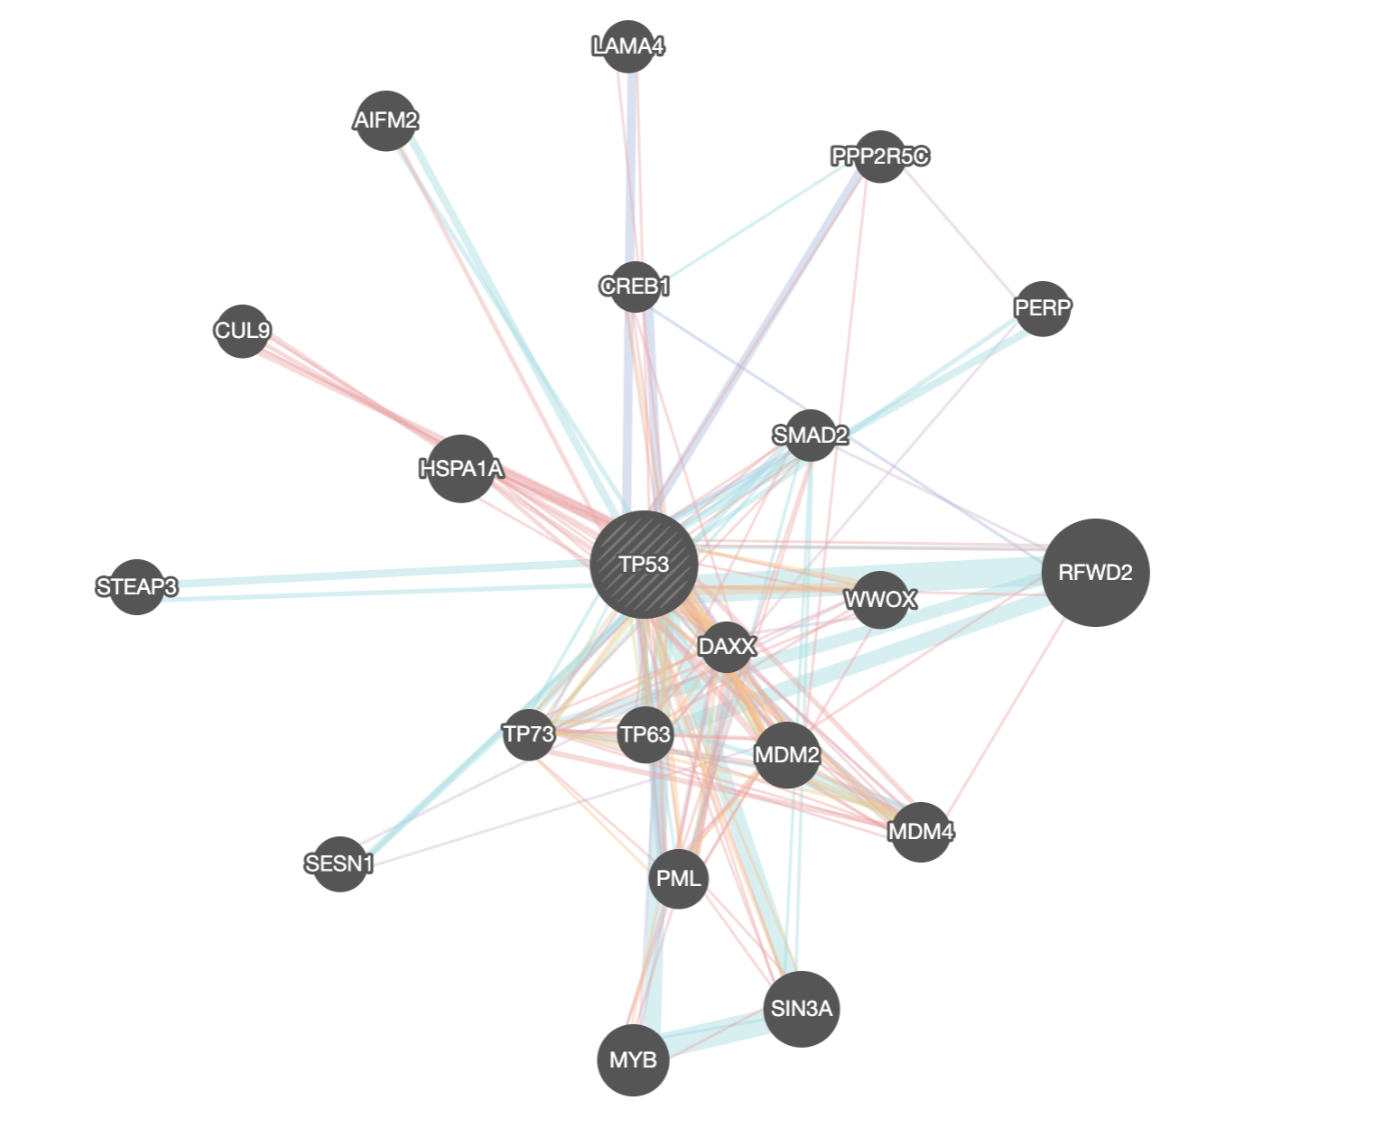 LAMA4
AIFM2
PPP2R5C
CREB1
PERP
CUL9
SMAD2
HSPA1A
TP53
RFWD2
STEAP3
WWOX
DAXX
TP73
TP63
MDM2
MDM4
SESN1
PML
SIN3A
MYB